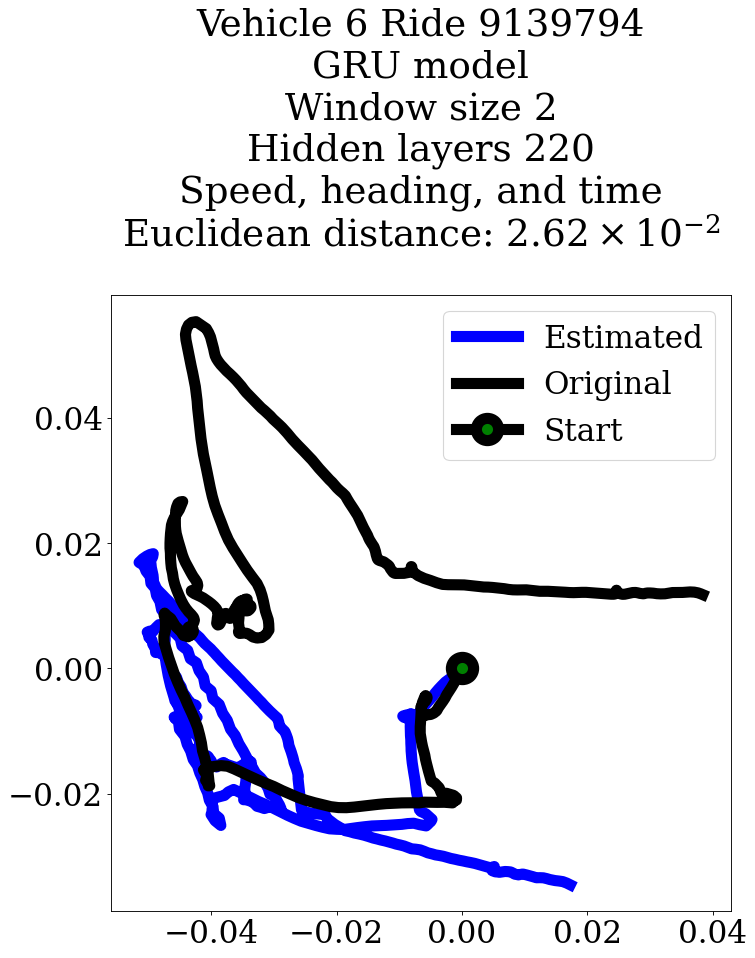 Vehicle 6 Ride 9139794
GRU model
Window size 2
Hidden layers 220
Speed, heading, and time
Euclidean distance: 2.62 × 10⁻²
Estimated
Original
Start
0.04
0.02
0.00
−0.02
−0.04
−0.02
0.00
0.02
0.04